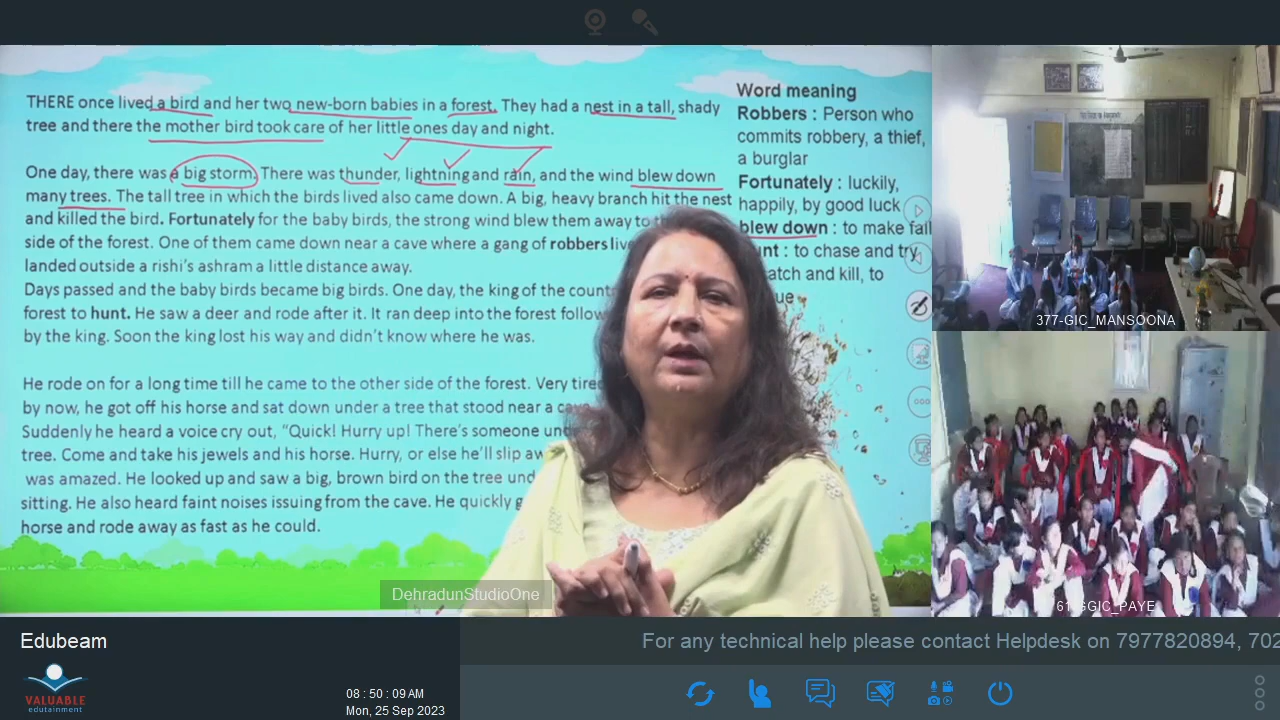 THERE once lived a bird and her two new-born babies in a forest. They had a nest in a tall, shady
tree and there the mother bird took care of her little ones day and night.
One day, there was a big storm. There was thunder, lightning and rain, and the wind blew down
many trees. The tall tree in which the birds lived also came down. A big, heavy branch hit the nest
and killed the bird. Fortunately for the baby birds, the strong wind blew them away to
side of the forest. One of them came down near a cave where a gang of robbers
landed outside a rishi's ashram a little distance away.
Days passed and the baby birds became big birds. One day, the king of the
forest to hunt. He saw a deer and rode after it. It ran deep into the forest
by the king. Soon the king lost his way and didn't know where he was.
He rode on for a long time till he came to the other side of the forest. Very tired
by now, he got off his horse and sat down under a tree that stood near a
Suddenly he heard a voice cry out, "Quick! Hurry up! There's someone
tree. Come and take his jewels and his horse. Hurry, or else he'll slip
was amazed. He looked up and saw a big, brown bird on the tree
sitting. He also heard faint noises issuing from the cave. He quickly
horse and rode away as fast as he could.
Word meaning
Robbers : Person who
commits robbery, a thief,
a burglar
Fortunately : luckily,
happily, by good luck
blew down : to make fall
: to chase and try
and kill, to
377-GIC_MANSOONA
GGIC_PAYE
DehradunStudioOne
Edubeam
For any technical help please contact Helpdesk on 7977820894, 702
VALUABLE
edutainment
08 : 50 : 09 AM
Mon, 25 Sep 2023